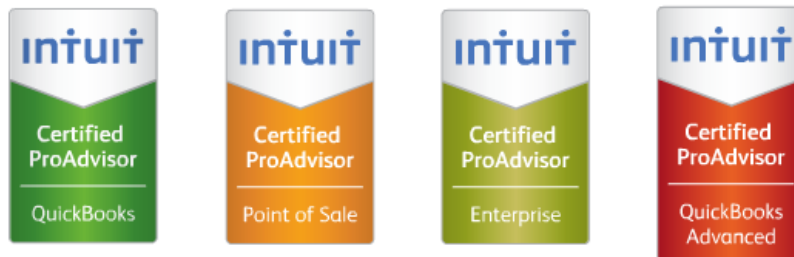 intuit
Certified
ProAdvisor
QuickBooks
intuit
Certified
ProAdvisor
Point of Sale
intuit
Certified
ProAdvisor
Enterprise
intuit
Certified
ProAdvisor
QuickBooks
Advanced